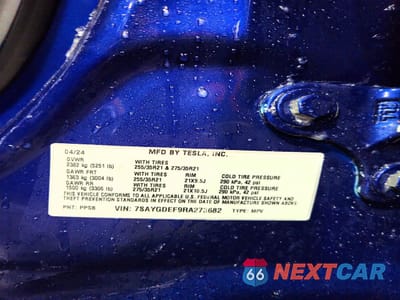 04/24 MFD BY TESLA, INC.
GVWR
2382 kg (5251 lb) WITH TIRES
255/35R21 & 275/35R21
GAWR FRT WITH TIRES RIM COLD TIRE PRESSURE
1363 kg (3004 lb) 255/35R21 21X9.5J 290 kPa, 42 psi
GAWR RR WITH TIRES RIM COLD TIRE PRESSURE
1500 kg (3306 lb) 275/35R21 21X10.5J 290 kPa, 42 psi
THIS VEHICLE CONFORMS TO ALL APPLICABLE FEDERAL MOTOR VEHICLE SAFETY AND THEFT PREVENTION STANDARDS IN
EFFECT ON THE DATE OF MANUFACTURE SHOWN ABOVE.
PNT: PPSB VIN: 7SAYGDEF9RA273682 TYPE: MPV
66 NEXTCAR